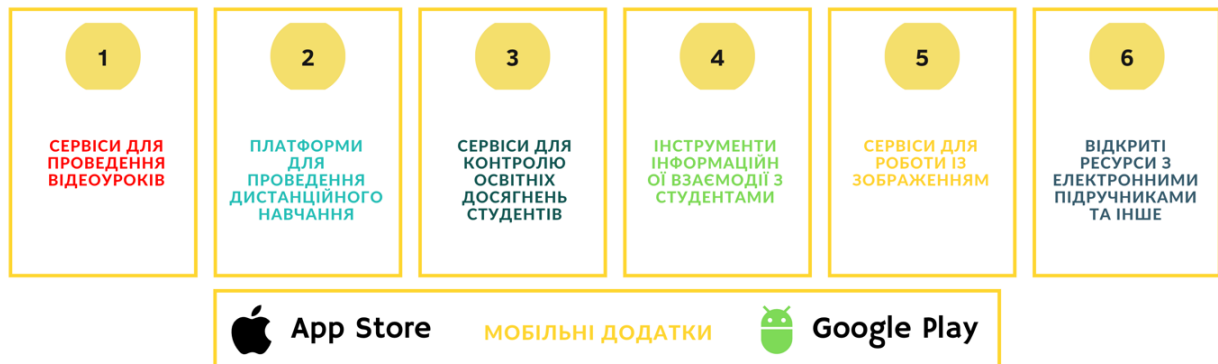 1
СЕРВІСИ ДЛЯ
ПРОВЕДЕННЯ
ВІДЕОУРОКІВ
2
ПЛАТФОРМИ
ДЛЯ
ПРОВЕДЕННЯ
ДИСТАНЦІЙНОГО
НАВЧАННЯ
3
СЕРВІСИ ДЛЯ
КОНТРОЛЮ
ОСВІТНІХ
ДОСЯГНЕНЬ
СТУДЕНТІВ
4
ІНСТРУМЕНТИ
ІНФОРМАЦІЙН
ОЇ ВЗАЄМОДІЇ З
СТУДЕНТАМИ
5
СЕРВІСИ ДЛЯ
РОБОТИ ІЗ
ЗОБРАЖЕННЯМ
6
ВІДКРИТІ
РЕСУРСИ З
ЕЛЕКТРОННИМИ
ПІДРУЧНИКАМИ
ТА ІНШЕ
App Store
МОБІЛЬНІ ДОДАТКИ
Google Play